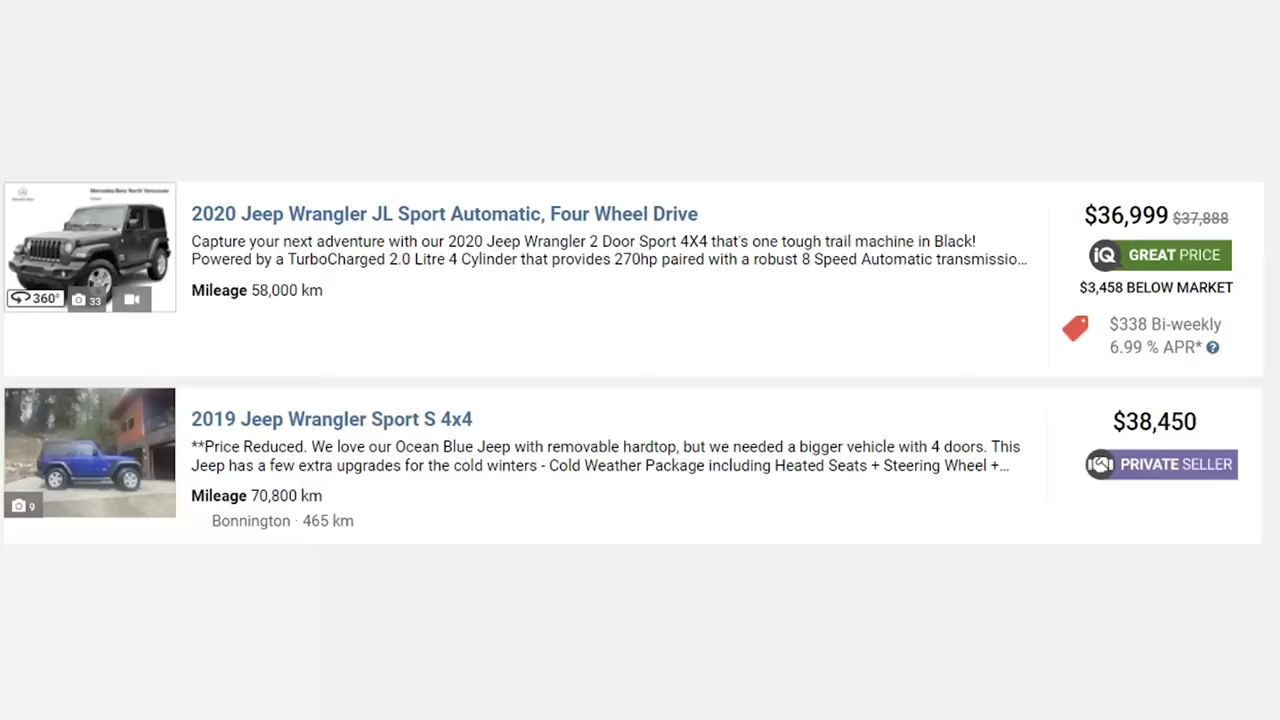 Mercedes-Benz North Vancouver
2020 Jeep Wrangler JL Sport Automatic, Four Wheel Drive
Capture your next adventure with our 2020 Jeep Wrangler 2 Door Sport 4X4 that's one tough trail machine in Black!
Powered by a TurboCharged 2.0 Litre 4 Cylinder that provides 270hp paired with a robust 8 Speed Automatic transmissio...
Mileage 58,000 km
360°
33
$36,999 $37,888
iQ GREAT PRICE
$3,458 BELOW MARKET
$338 Bi-weekly
6.99 % APR* ?
2019 Jeep Wrangler Sport S 4x4
**Price Reduced. We love our Ocean Blue Jeep with removable hardtop, but we needed a bigger vehicle with 4 doors. This
Jeep has a few extra upgrades for the cold winters - Cold Weather Package including Heated Seats + Steering Wheel +...
Mileage 70,800 km
Bonnington · 465 km
9
$38,450
PRIVATE SELLER